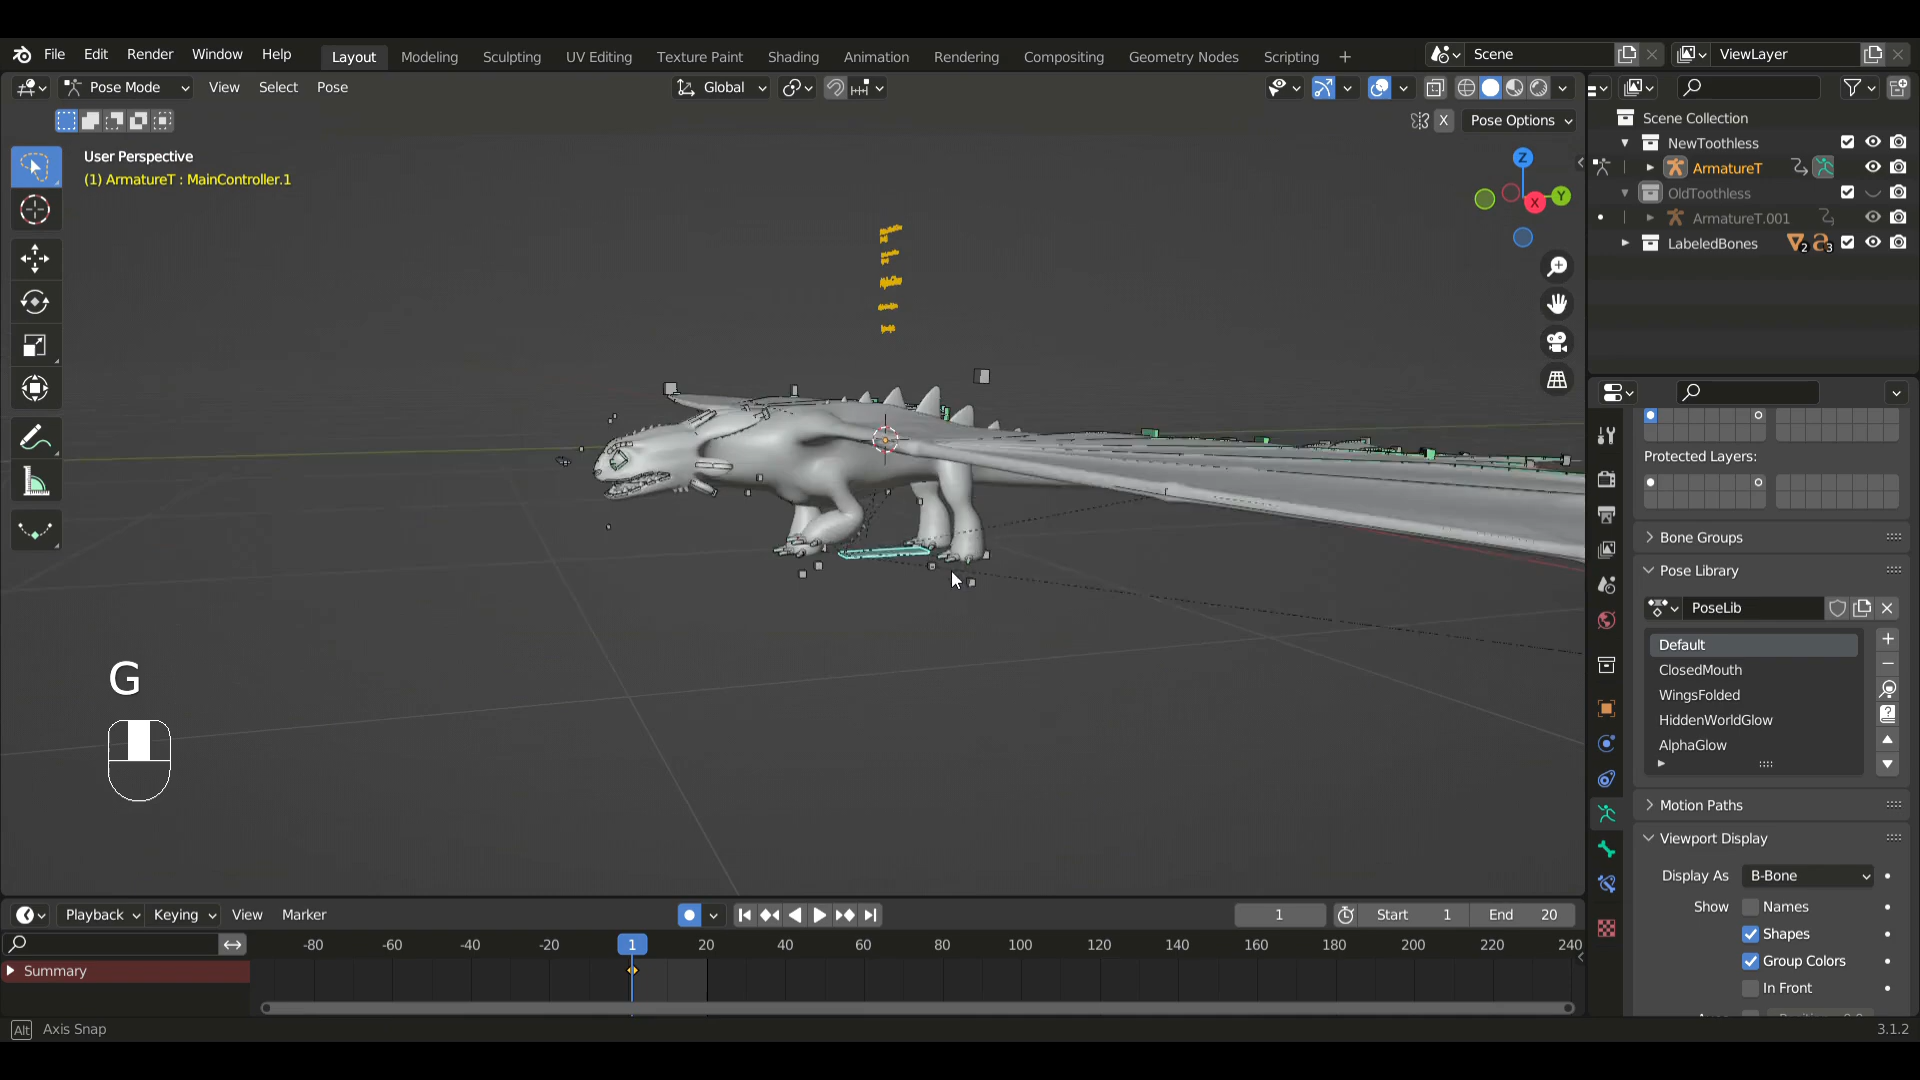 File Edit Render Window Help Layout Modeling Sculpting UV Editing Texture Paint Shading Animation Rendering Compositing Geometry Nodes Scripting + Scene ViewLayer
Pose Mode View Select Pose Global
X Pose Options
User Perspective
(1) ArmatureT : MainController.1
Z
Y
X
Scene Collection
NewToothless
ArmatureT
OldToothless
ArmatureT.001
LabeledBones 2 3
Protected Layers:
Bone Groups
Pose Library
PoseLib
Default
ClosedMouth
WingsFolded
HiddenWorldGlow
AlphaGlow
Motion Paths
Viewport Display
Display As B-Bone
Show Names
Shapes
Group Colors
In Front
G
Playback Keying View Marker 1 Start 1 End 20
-80 -60 -40 -20 1 20 40 60 80 100 120 140 160 180 200 220 240
Summary
Alt Axis Snap 3.1.2